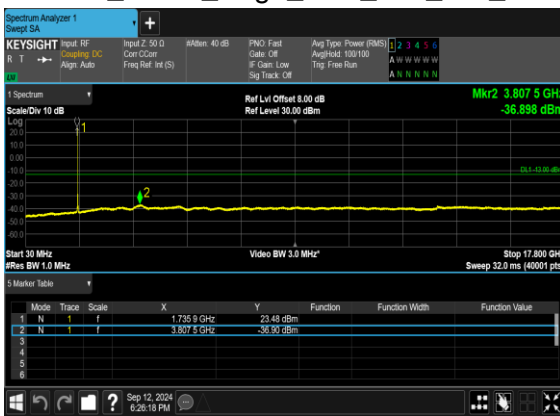 Spectrum Analyzer 1
Swept SA
+
KEYSIGHT
R T
Input: RF
Coupling: DC
Align: Auto
Input Z: 50 Ω
Corr CCorr
Freq Ref: Int (S)
#Atten: 40 dB
PNO: Fast
Gate: Off
IF Gain: Low
Sig Track: Off
Avg Type: Power (RMS)
Avg|Hold: 100/100
Trig: Free Run
1 2 3 4 5 6
A W W W W W
A N N N N N
1 Spectrum
Scale/Div 10 dB
Ref Lvl Offset 8.00 dB
Ref Level 30.00 dBm
Mkr2 3.807 5 GHz
-36.898 dBm
Log
20.0
10.0
0.00
-10.0
-20.0
-30.0
-40.0
-50.0
-60.0
1
2
DL1 -13.00 dBm
Start 30 MHz
#Res BW 1.0 MHz
Video BW 3.0 MHz*
Stop 17.800 GHz
Sweep 32.0 ms (40001 pts)
5 Marker Table
Mode Trace Scale X Y Function Function Width Function Value
1 N 1 f 1.735 9 GHz 23.48 dBm
2 N 1 f 3.807 5 GHz -36.90 dBm
3
4
5
6
?
Sep 12, 2024
6:26:18 PM